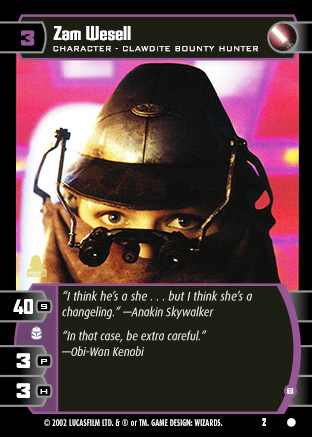 3
Zam Wesell
CHARACTER - CLAWDITE BOUNTY HUNTER
40 S
"I think he's a she . . . but I think she's a
changeling." —Anakin Skywalker
"In that case, be extra careful."
—Obi-Wan Kenobi
3 P
3 H
B
© 2002 LUCASFILM LTD. & ® or TM. GAME DESIGN: WIZARDS.
2